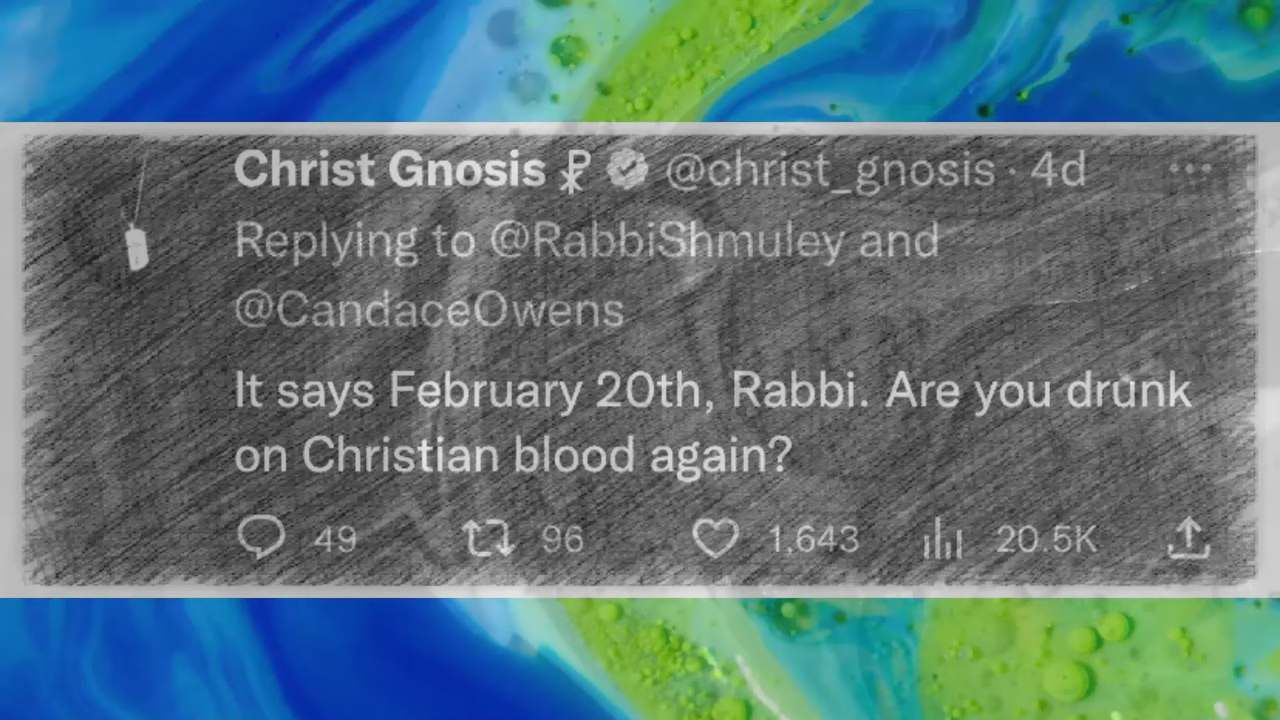 Christ Gnosis ☧ @christ_gnosis · 4d
Replying to @RabbiShmuley and
@CandaceOwens
It says February 20th, Rabbi. Are you drunk
on Christian blood again?
49 96 1,643 20.5K